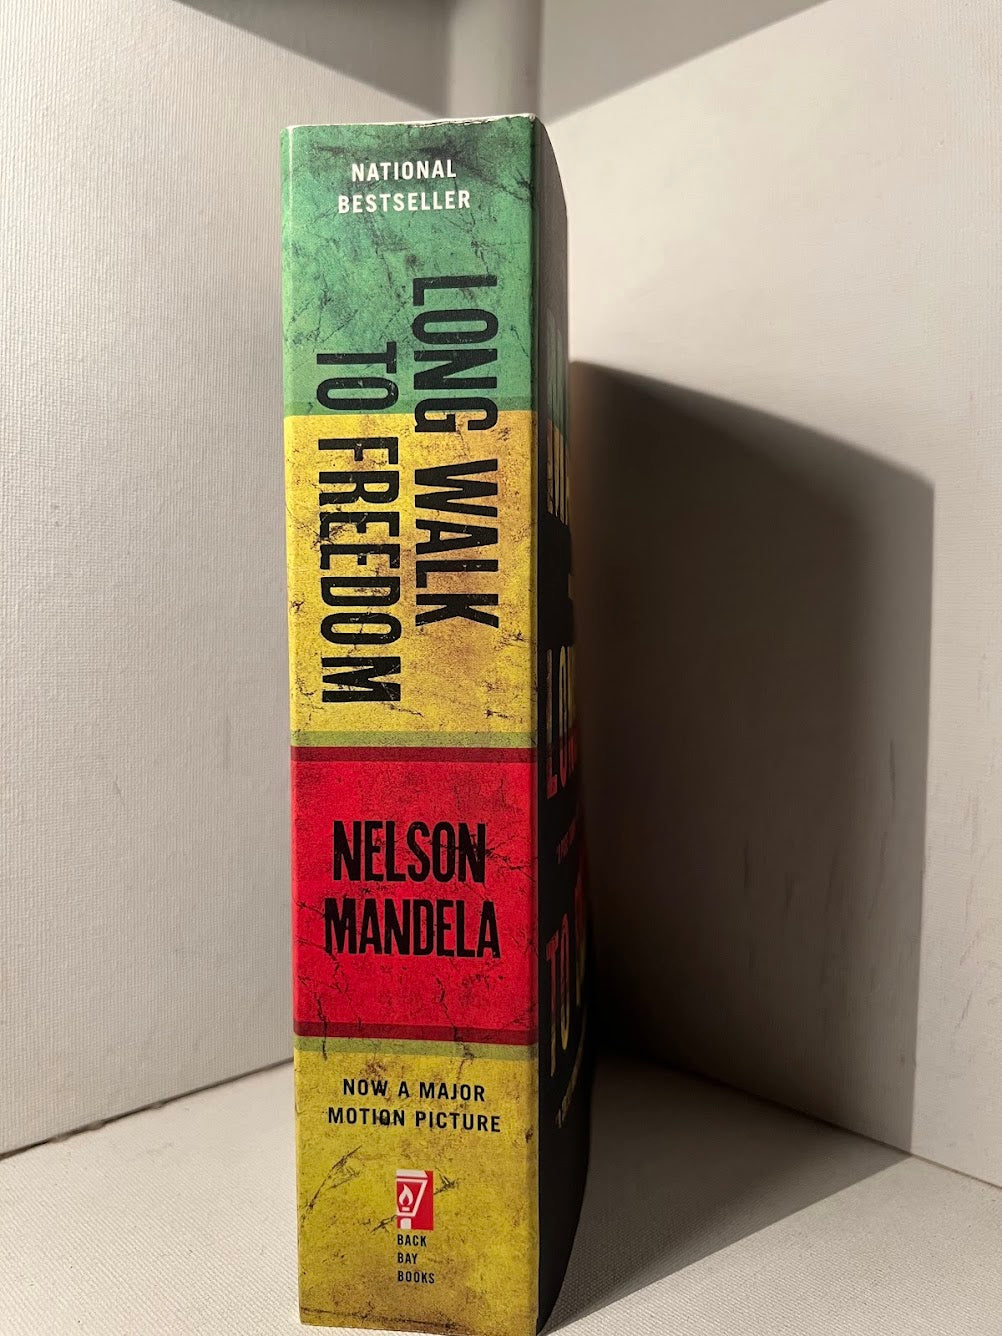 NATIONAL
BESTSELLER
LONG WALK
TO FREEDOM
NELSON
MANDELA
NOW A MAJOR
MOTION PICTURE
BACK
BAY
BOOKS